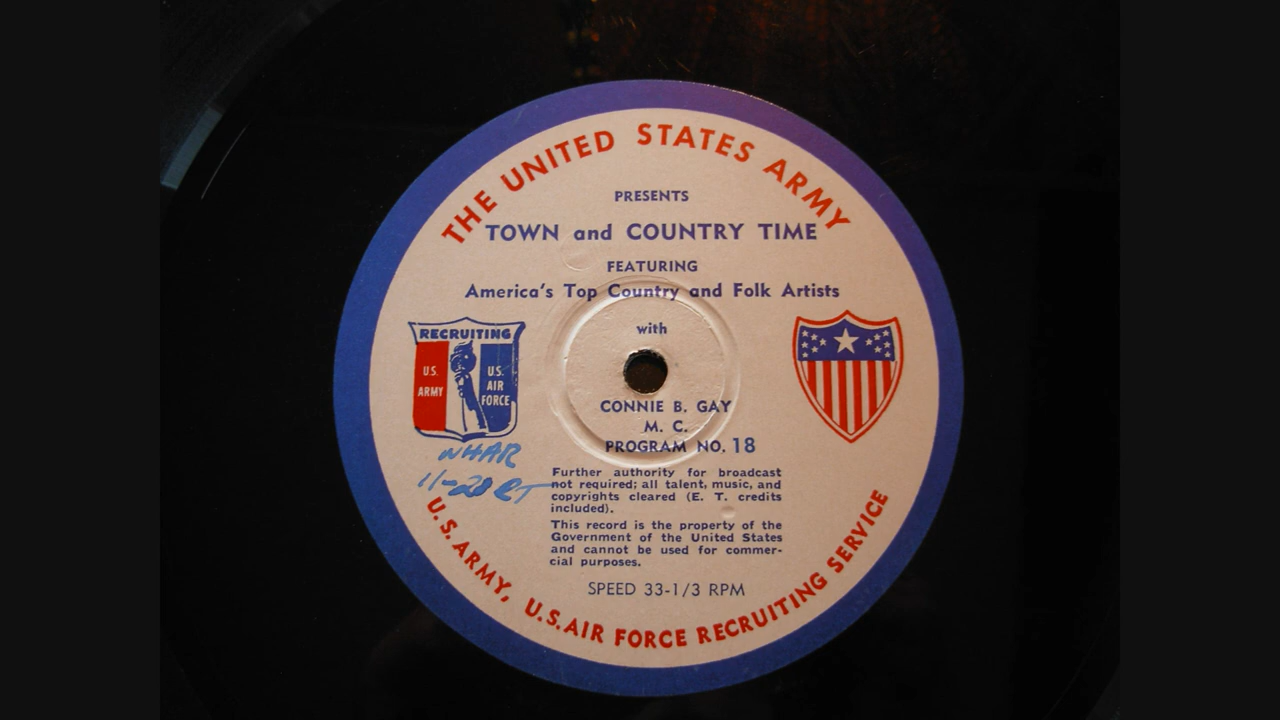 THE UNITED STATES ARMY
PRESENTS
TOWN and COUNTRY TIME
FEATURING
America's Top Country and Folk Artists
with
RECRUITING
U.S. ARMY
U.S. AIR FORCE
CONNIE B. GAY
M. C.
PROGRAM NO. 18
WHAR
11-28
Further authority for broadcast
not required; all talent, music, and
copyrights cleared (E. T. credits
included).
This record is the property of the
Government of the United States
and cannot be used for commer-
cial purposes.
SPEED 33-1/3 RPM
U.S. ARMY, U.S. AIR FORCE RECRUITING SERVICE